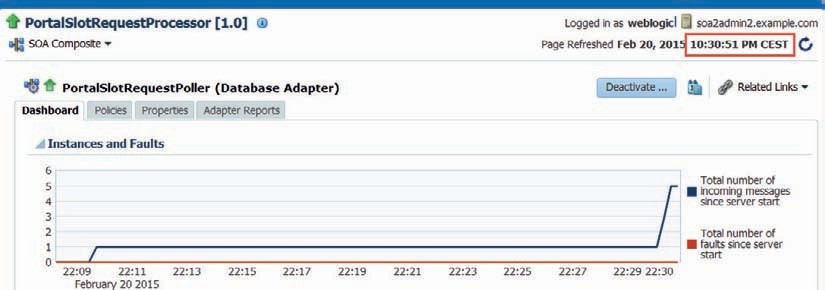 PortalSlotRequestProcessor [1.0]
Logged in as weblogic| soa2admin2.example.com
SOA Composite
Page Refreshed Feb 20, 2015 10:30:51 PM CEST
PortalSlotRequestPoller (Database Adapter)
Deactivate ...
Related Links
Dashboard Policies Properties Adapter Reports
Instances and Faults
6
5
4
3
2
1
0
Total number of
incoming messages
since server start
Total number of
faults since server
start
22:09 22:11 22:13 22:15 22:17 22:19 22:21 22:23 22:25 22:27 22:29 22:30
February 20 2015